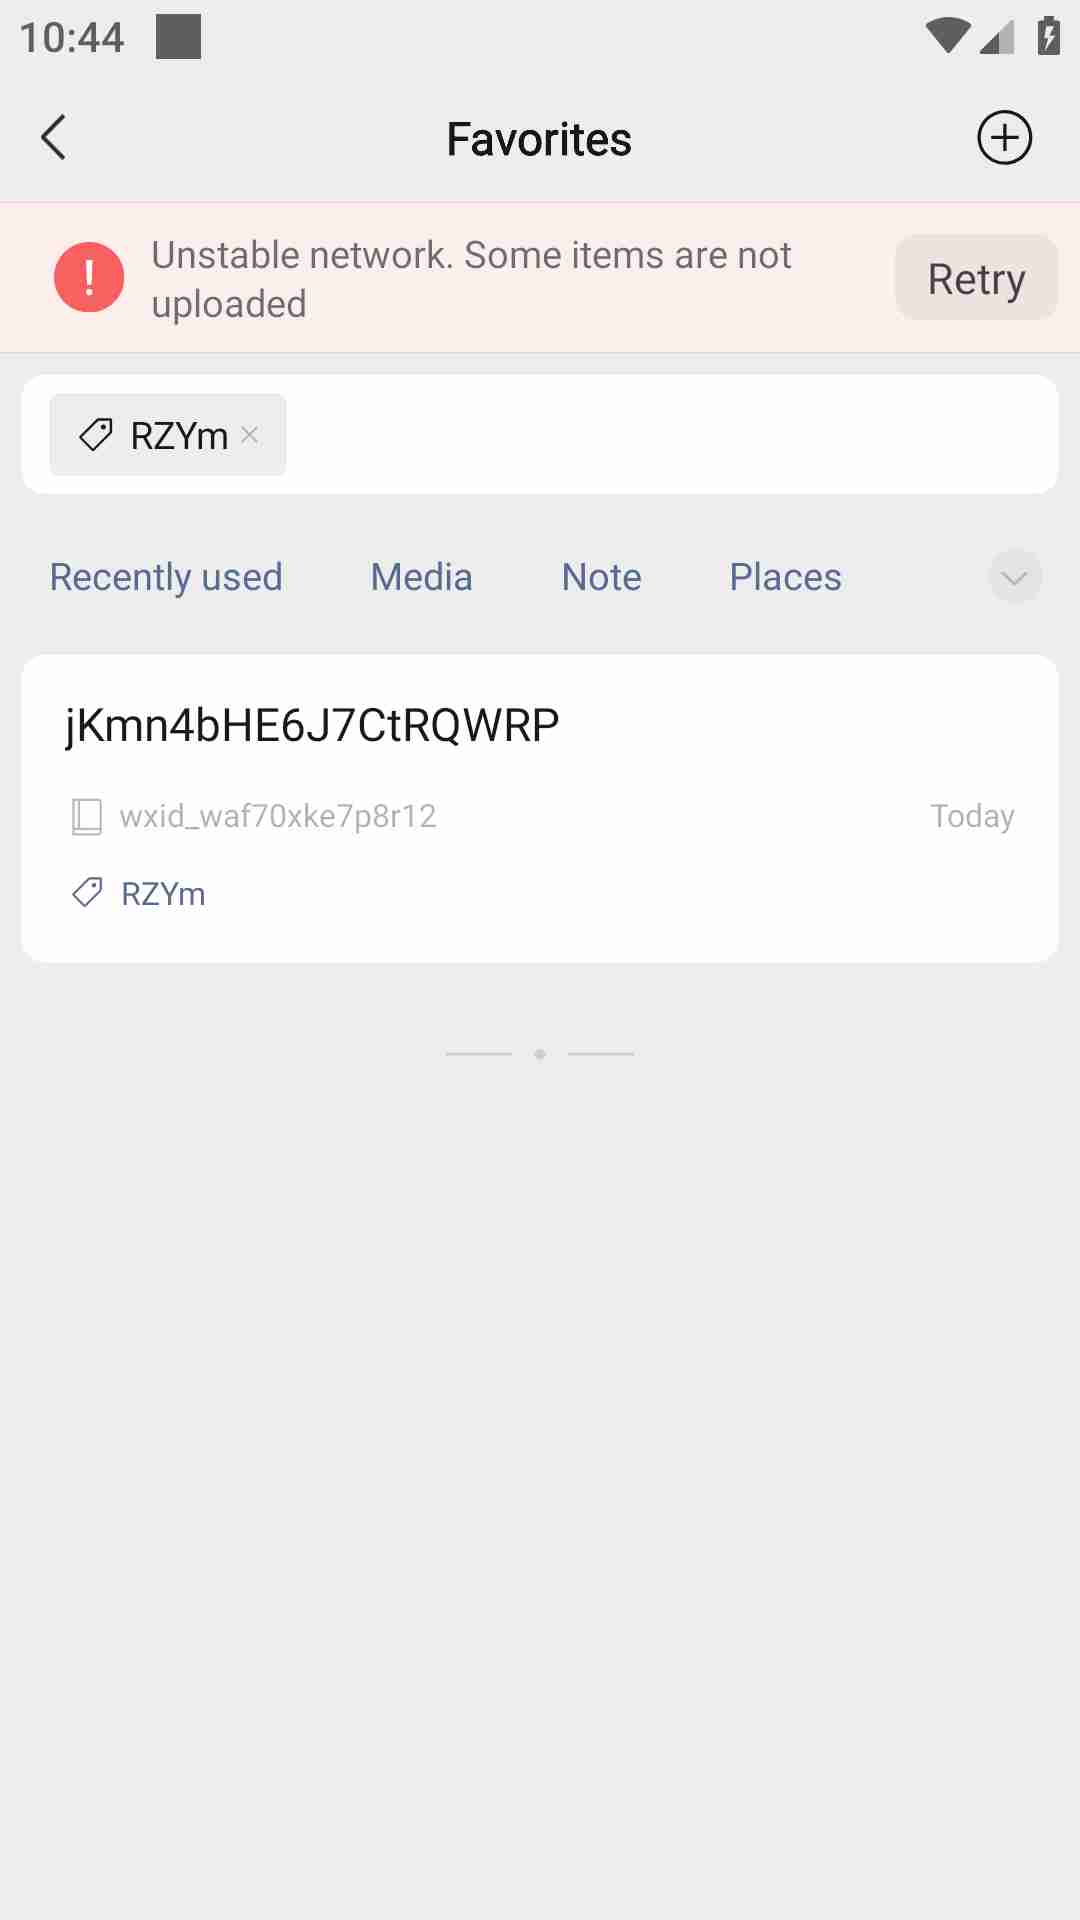 10:44
Favorites
Unstable network. Some items are not
uploaded
Retry
RZYm
Recently used
Media
Note
Places
jKmn4bHE6J7CtRQWRP
wxid_waf70xke7p8r12
Today
RZYm